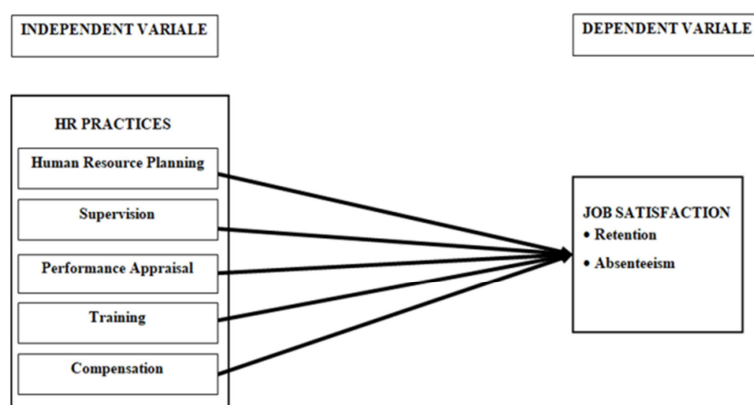 INDEPENDENT VARIALE
DEPENDENT VARIALE
HR PRACTICES
Human Resource Planning
Supervision
Performance Appraisal
Training
Compensation
JOB SATISFACTION
• Retention
• Absenteeism